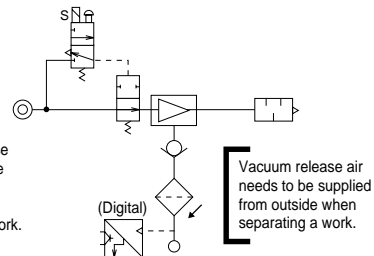 S
e
e
ork.
(Digital)
Vacuum release air
needs to be supplied
from outside when
separating a work.